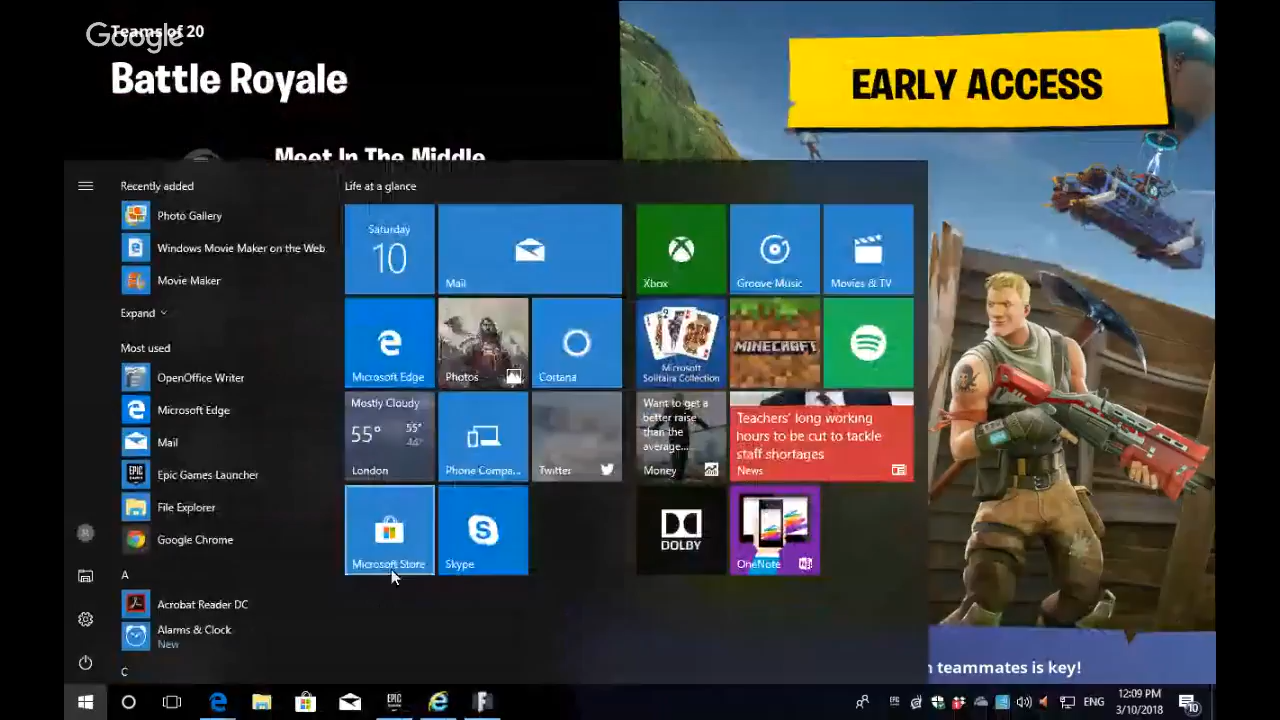 Google
Teams of 20
Battle Royale
EARLY ACCESS
Meet In The Middle
Recently added
Photo Gallery
Windows Movie Maker on the Web
Movie Maker
Expand
Most used
OpenOffice Writer
Microsoft Edge
Mail
EPIC
GAMES
Epic Games Launcher
File Explorer
Google Chrome
A
Acrobat Reader DC
Alarms & Clock
New
C
Life at a glance
Saturday
10
Mail
Microsoft Edge
Photos
Cortana
Mostly Cloudy
55°
55°
44°
London
Phone Compa...
Twitter
Microsoft Store
Skype
Xbox
Groove Music
Movies & TV
Microsoft
Solitaire Collection
MINECRAFT
Want to get a
better raise
than the
average...
Money
Teachers' long working
hours to be cut to tackle
staff shortages
News
DOLBY
OneNote
teammates is key!
EPIC
ENG
12:09 PM
3/10/2018
10